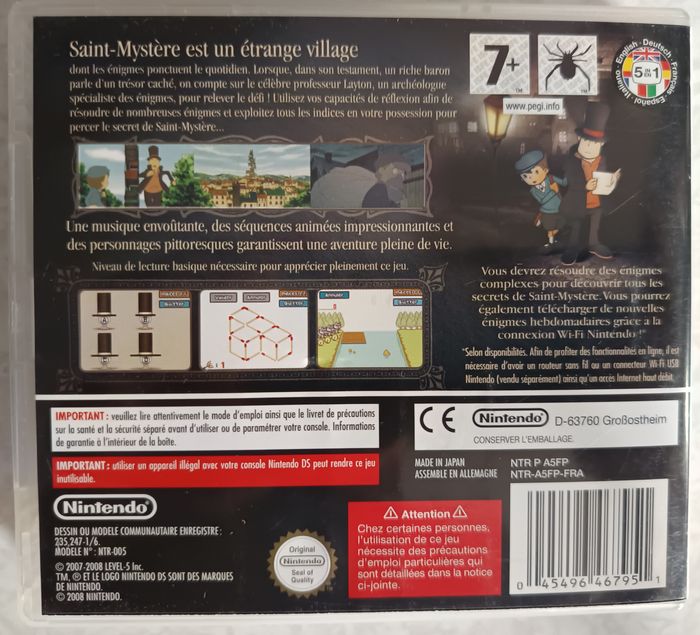 Saint-Mystère est un étrange village
dont les énigmes ponctuent le quotidien. Lorsque, dans son testament, un riche baron
parle d'un trésor caché, on compte sur le célèbre professeur Layton, un archéologue
spécialiste des énigmes, pour relever le défi ! Utilisez vos capacités de réflexion afin de
résoudre de nombreuses énigmes et exploitez tous les indices en votre possession pour
percer le secret de Saint-Mystère...
7+
TM
TM
www.pegi.info
English - Deutsch - Français - Español - Italiano
5 IN EN 1
Une musique envoûtante, des séquences animées impressionnantes et
des personnages pittoresques garantissent une aventure pleine de vie.
Niveau de lecture basique nécessaire pour apprécier pleinement ce jeu.
A
B
C
D
Quitter
Annuler
Quitter
x 1
Annuler
Quitter
Vous devrez résoudre des énigmes
complexes pour découvrir tous les
secrets de Saint-Mystère. Vous pourrez
également télécharger de nouvelles
énigmes hebdomadaires grâce a la
connexion Wi-Fi Nintendo !*
*Selon disponibilités. Afin de profiter des fonctionnalités en ligne, il est
nécessaire d'avoir un routeur sans fil ou un connecteur Wi-Fi USB
Nintendo (vendu séparément) ainsi qu'un accès Internet haut débit.
IMPORTANT : veuillez lire attentivement le mode d'emploi ainsi que le livret de précautions
sur la santé et la sécurité séparé avant d'utiliser ou de paramétrer votre console. Informations
de garantie à l'intérieur de la boîte.
IMPORTANT : utiliser un appareil illégal avec votre console Nintendo DS peut rendre ce jeu
inutilisable.
CE Nintendo D-63760 Großostheim
CONSERVER L'EMBALLAGE.
MADE IN JAPAN
ASSEMBLE EN ALLEMAGNE
NTR P A5FP
NTR-A5FP-FRA
Nintendo
DESSIN OU MODELE COMMUNAUTAIRE ENREGISTRE :
235,247-1/6.
MODELE N° : NTR-005
© 2007-2008 LEVEL-5 Inc.
TM, ® ET LE LOGO NINTENDO DS SONT DES MARQUES
DE NINTENDO.
© 2008 NINTENDO.
Original
Nintendo
Seal of
Quality
Attention
Chez certaines personnes,
l'utilisation de ce jeu
nécessite des précautions
d'emploi particulières qui
sont détaillées dans la notice
ci-jointe.
0 45496 46795 1